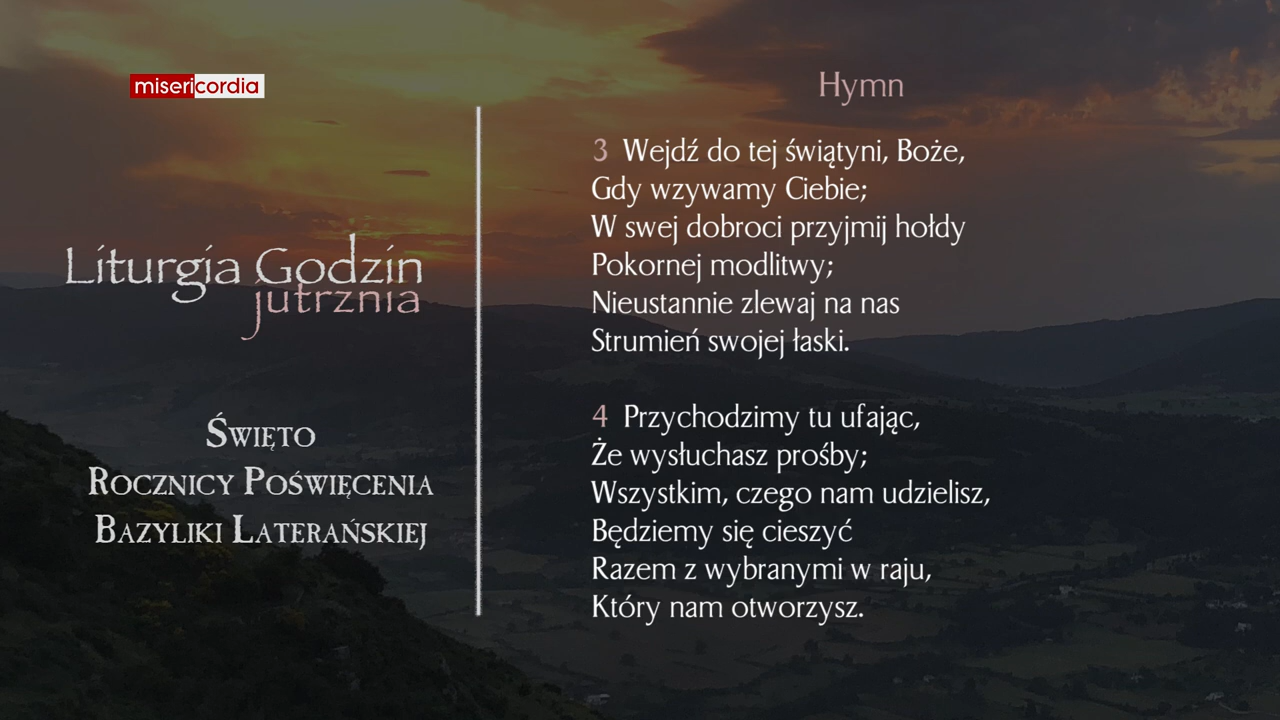 misericordia
Liturgia Godzin
jutrznia
Święto
Rocznicy Poświęcenia
Bazyliki Laterańskiej
Hymn
3 Wejdź do tej świątyni, Boże,
Gdy wzywamy Ciebie;
W swej dobroci przyjmij hołdy
Pokornej modlitwy;
Nieustannie zlewaj na nas
Strumień swojej łaski.
4 Przychodzimy tu ufając,
Że wysłuchasz prośby;
Wszystkim, czego nam udzielisz,
Będziemy się cieszyć
Razem z wybranymi w raju,
Który nam otworzysz.